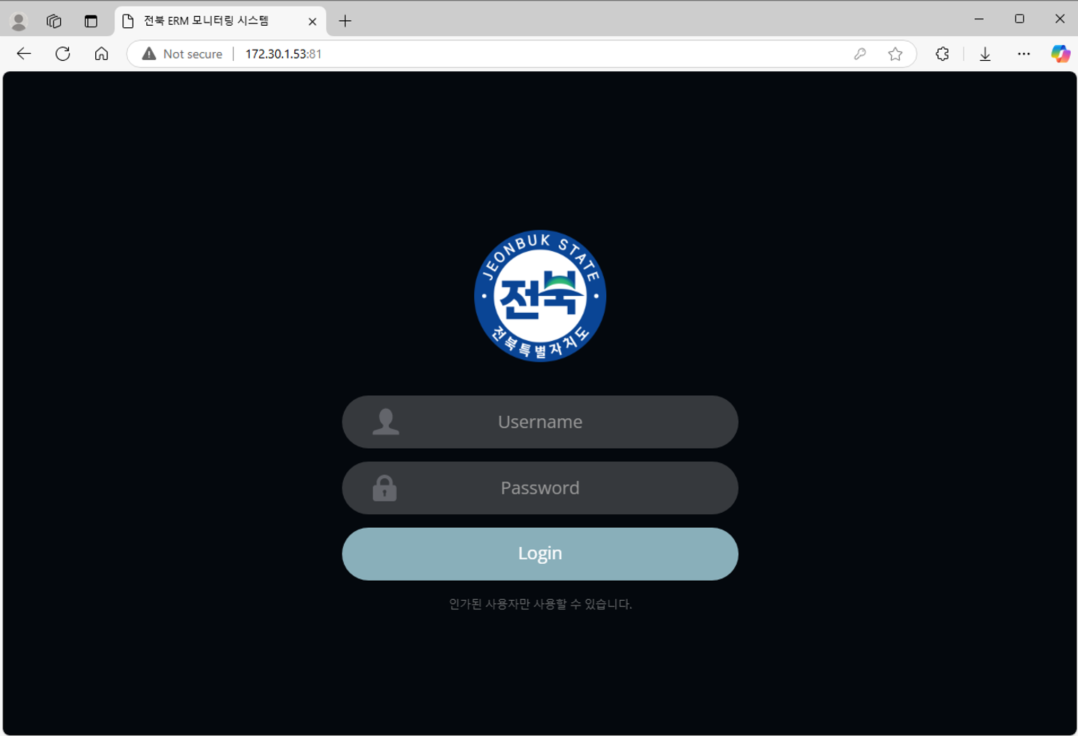 전북 ERM 모니터링 시스템
Not secure
172.30.1.53:81
JEONBUK STATE
전북
전북특별자치도
Username
Password
Login
인가된 사용자만 사용할 수 있습니다.